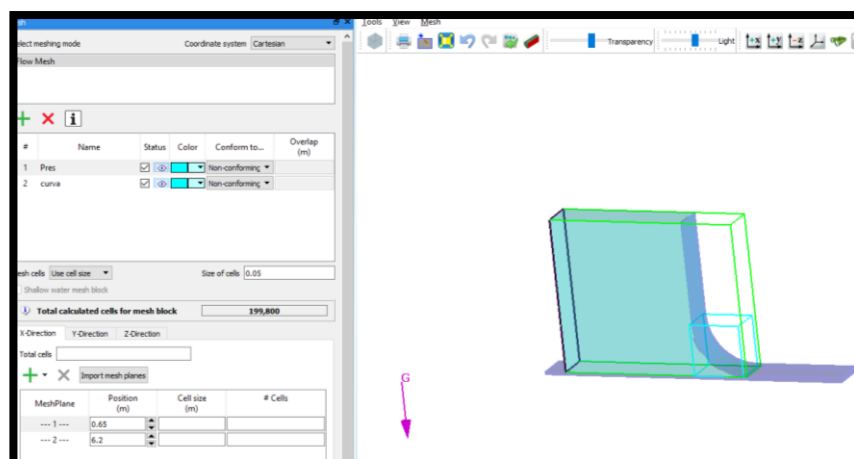 Tools View Mesh
Select meshing mode Coordinate system Cartesian
Flow Mesh
Transparency Light +x +y -z
# Name Status Color Conform to... Overlap (m)
1 Pres Non-conforming
2 curva Non-conforming
Mesh cells Use cell size Size of cells 0.05
Shallow water mesh block
Total calculated cells for mesh block 199,800
X-Direction Y-Direction Z-Direction
Total cells
Import mesh planes
MeshPlane Position (m) Cell size (m) # Cells
--- 1 --- 0.65
--- 2 --- 6.2
G